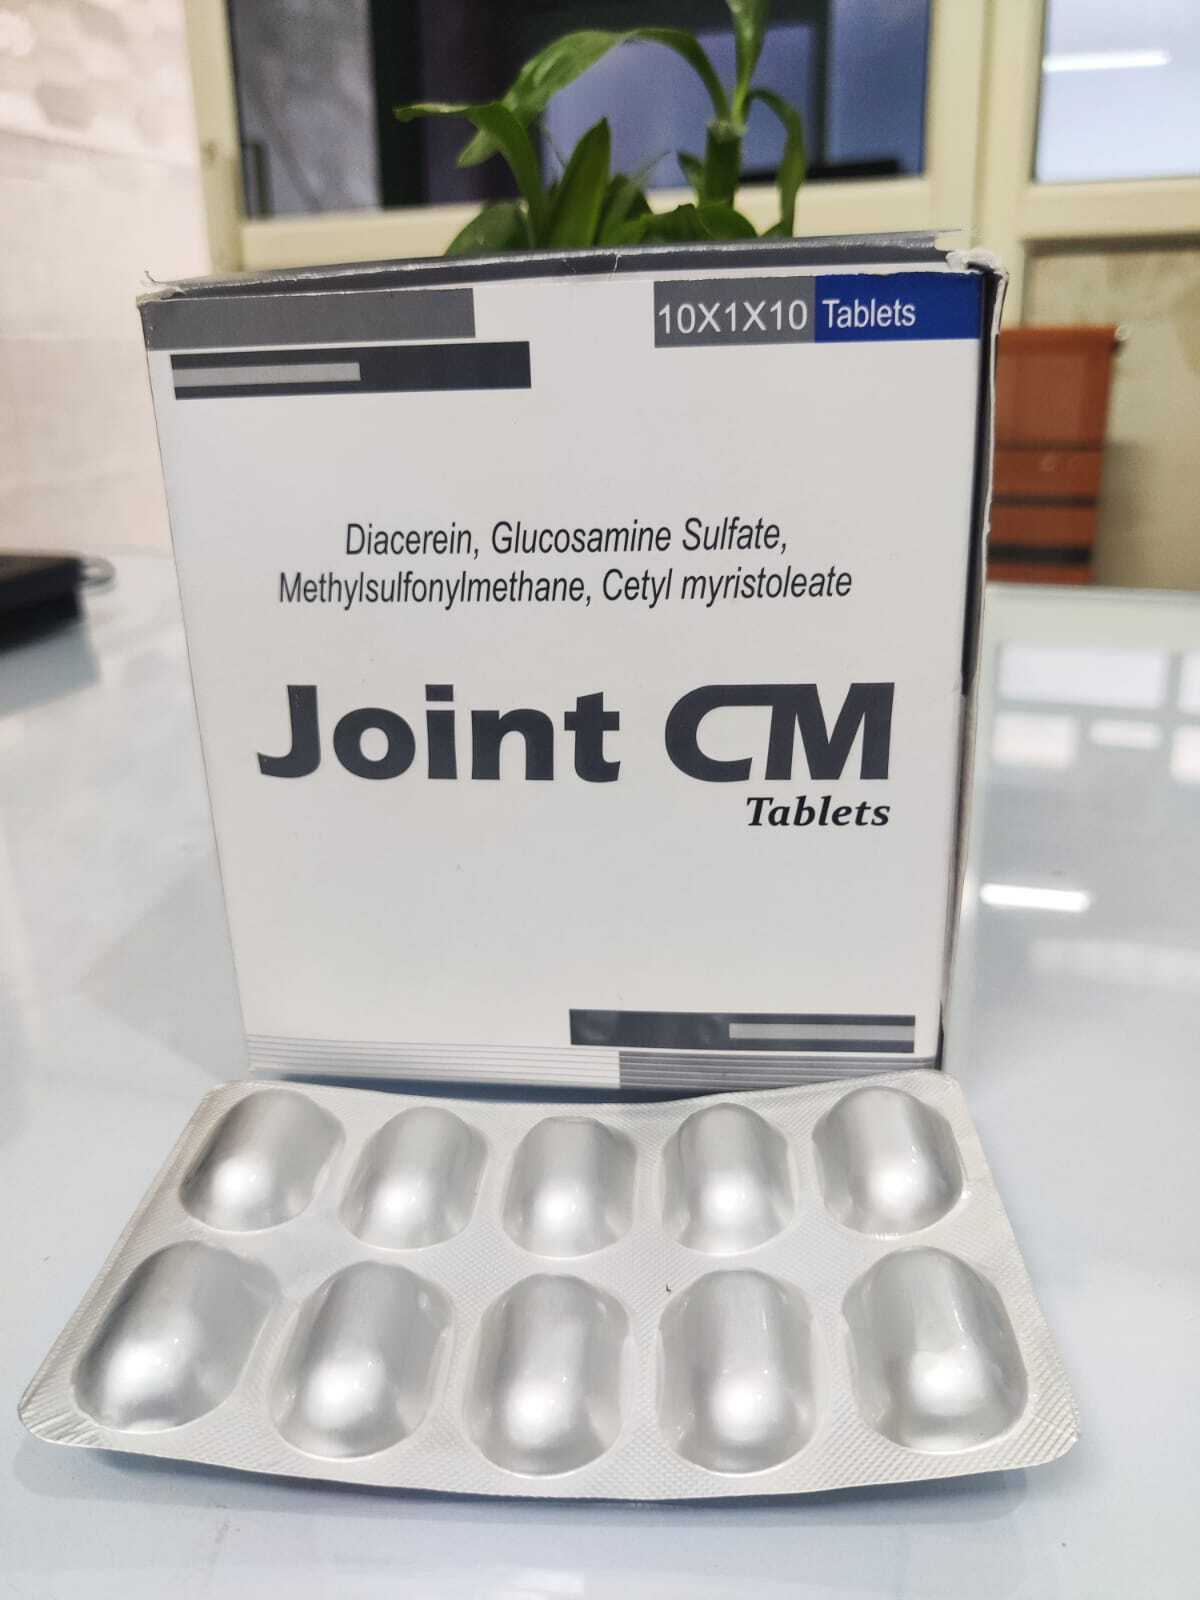 10X1X10 Tablets
Diacerein, Glucosamine Sulfate,
Methylsulfonylmethane, Cetyl myristoleate
Joint CM
Tablets